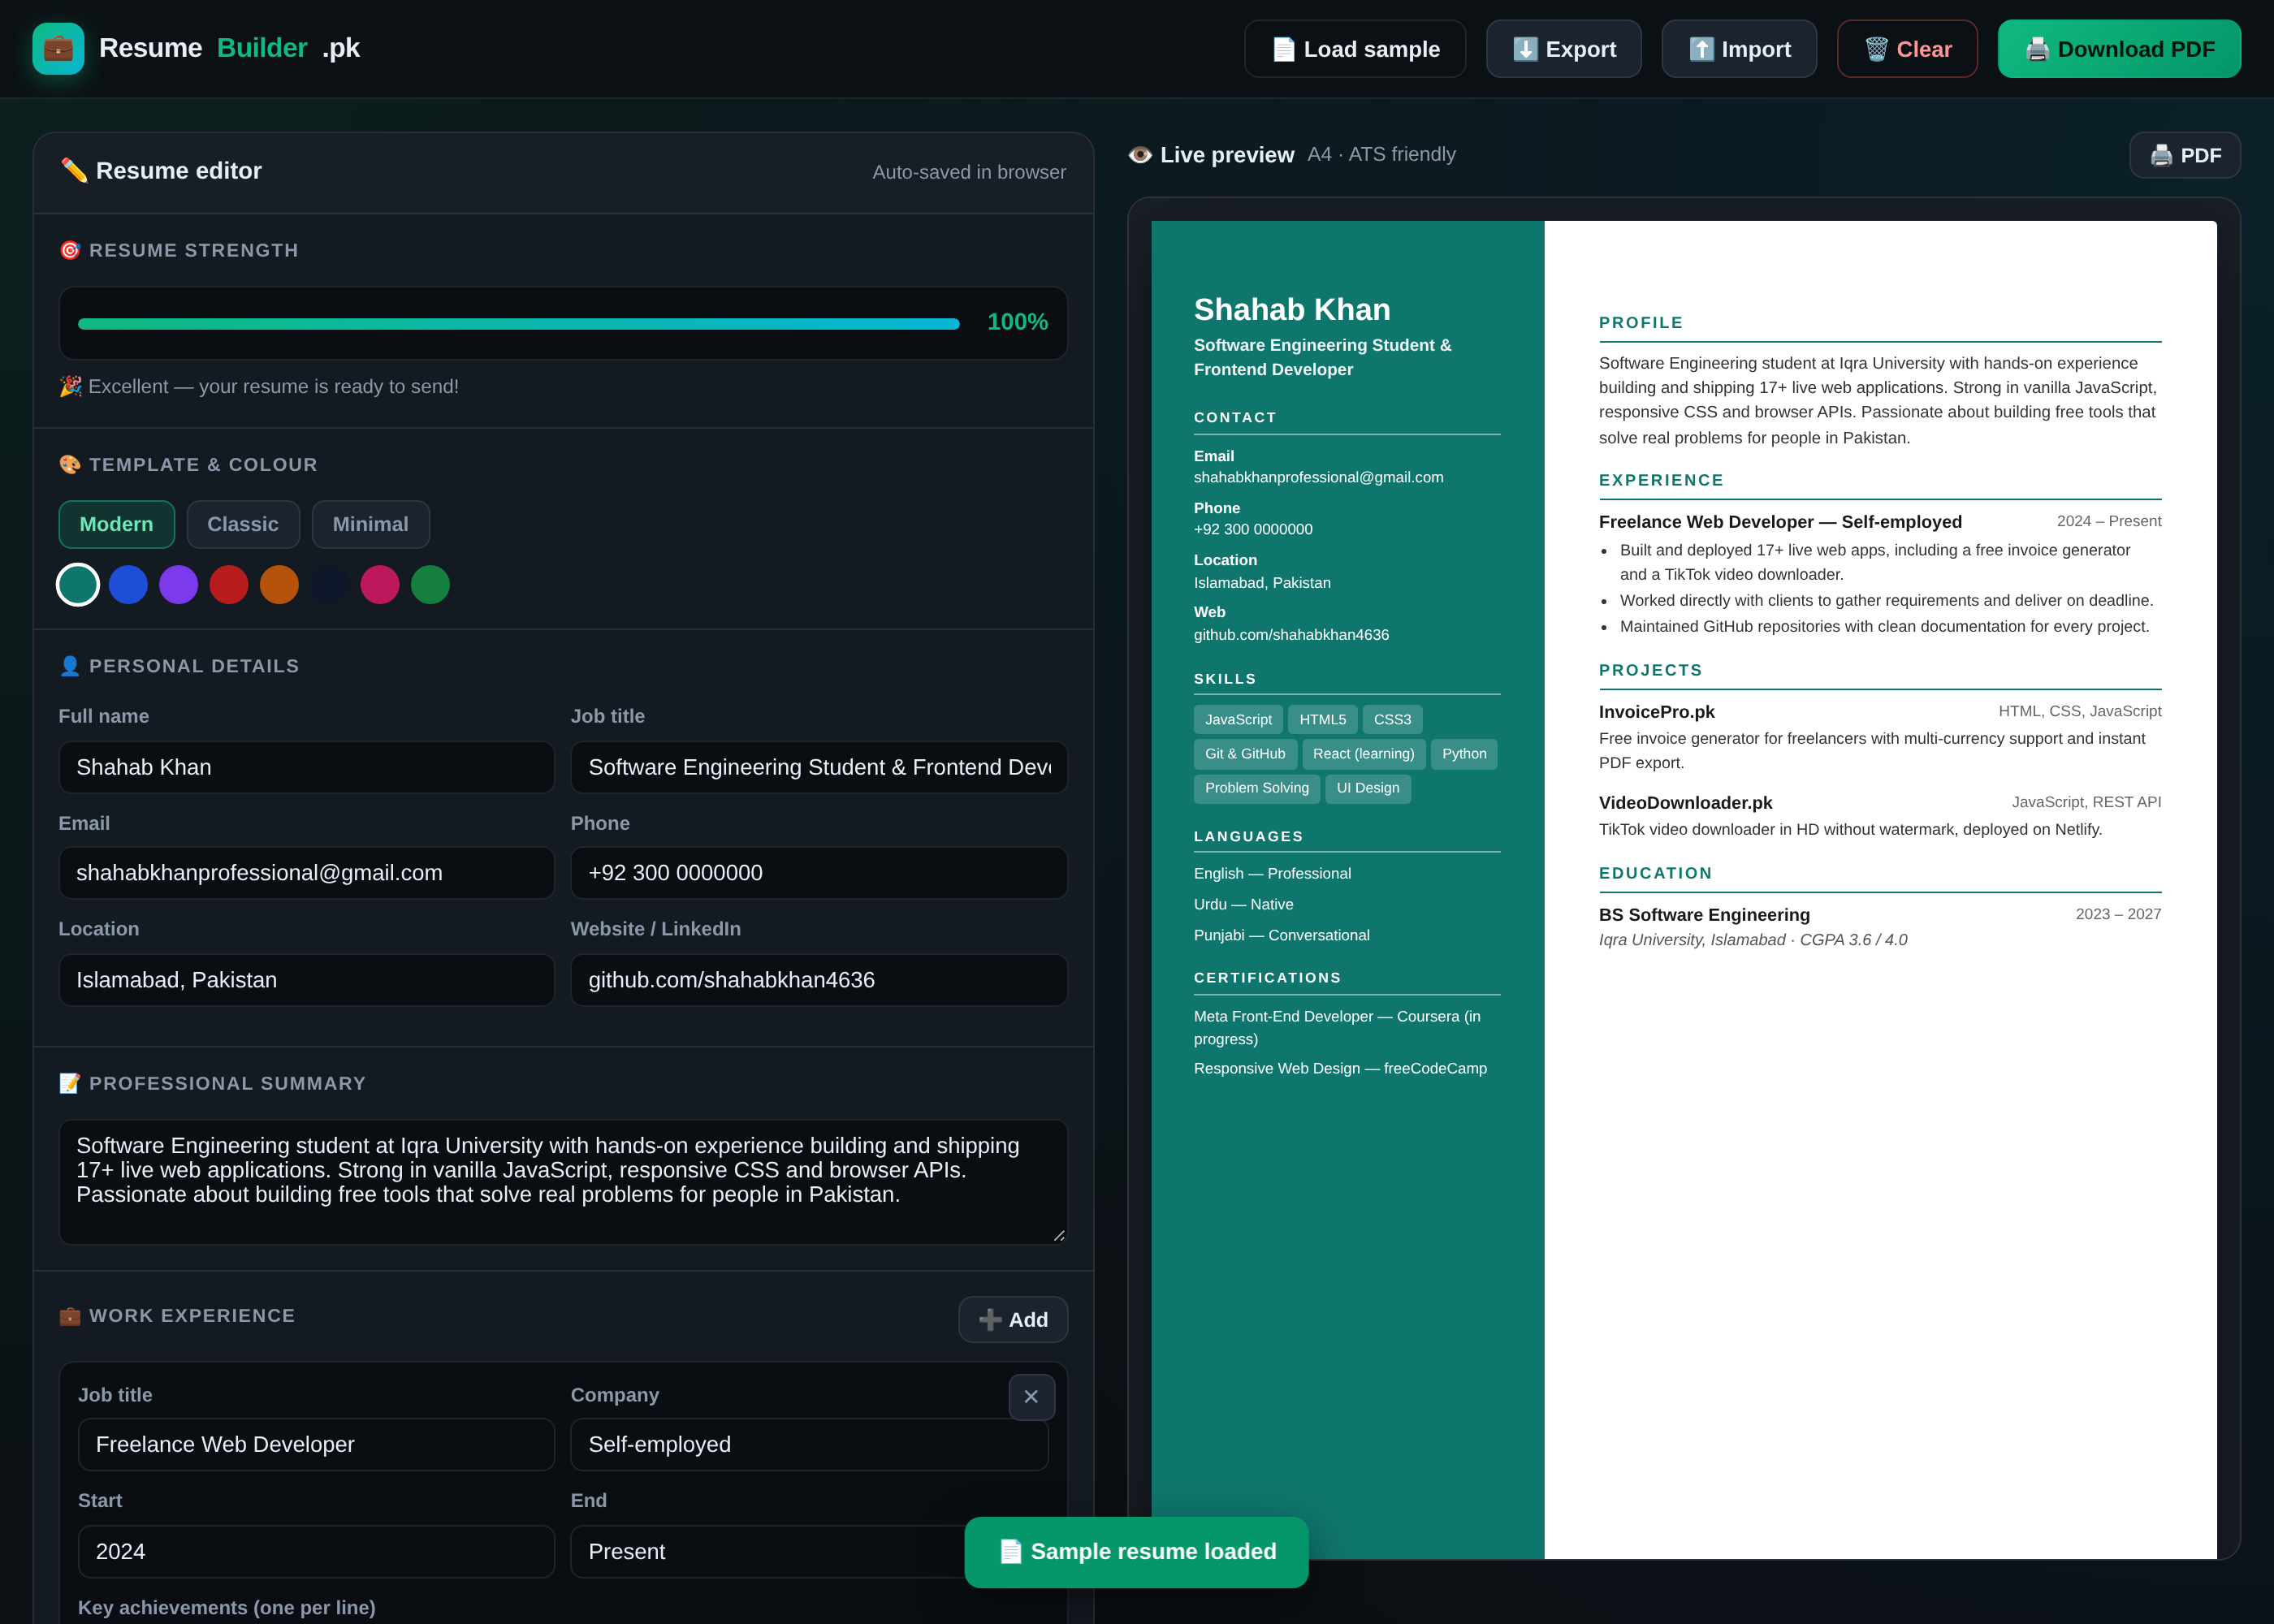 💼 Resume Builder .pk
📄 Load sample
⬇️ Export
⬆️ Import
🗑️ Clear
🖨️ Download PDF
✏️ Resume editor
Auto-saved in browser
🎯 RESUME STRENGTH
100%
🎉 Excellent — your resume is ready to send!
🎨 TEMPLATE & COLOUR
Modern
Classic
Minimal
👤 PERSONAL DETAILS
Full name
Job title
Shahab Khan
Software Engineering Student & Frontend Deve
Email
Phone
shahabkhanprofessional@gmail.com
+92 300 0000000
Location
Website / LinkedIn
Islamabad, Pakistan
github.com/shahabkhan4636
📝 PROFESSIONAL SUMMARY
Software Engineering student at Iqra University with hands-on experience building and shipping
17+ live web applications. Strong in vanilla JavaScript, responsive CSS and browser APIs.
Passionate about building free tools that solve real problems for people in Pakistan.
💼 WORK EXPERIENCE
➕ Add
Job title
Company
✕
Freelance Web Developer
Self-employed
Start
End
2024
Present
Key achievements (one per line)
👁️ Live preview A4 · ATS friendly
🖨️ PDF
Shahab Khan
Software Engineering Student &
Frontend Developer
CONTACT
Email
shahabkhanprofessional@gmail.com
Phone
+92 300 0000000
Location
Islamabad, Pakistan
Web
github.com/shahabkhan4636
SKILLS
JavaScript HTML5 CSS3
Git & GitHub React (learning) Python
Problem Solving UI Design
LANGUAGES
English — Professional
Urdu — Native
Punjabi — Conversational
CERTIFICATIONS
Meta Front-End Developer — Coursera (in
progress)
Responsive Web Design — freeCodeCamp
PROFILE
Software Engineering student at Iqra University with hands-on experience
building and shipping 17+ live web applications. Strong in vanilla JavaScript,
responsive CSS and browser APIs. Passionate about building free tools that
solve real problems for people in Pakistan.
EXPERIENCE
Freelance Web Developer — Self-employed 2024 – Present
• Built and deployed 17+ live web apps, including a free invoice generator
and a TikTok video downloader.
• Worked directly with clients to gather requirements and deliver on deadline.
• Maintained GitHub repositories with clean documentation for every project.
PROJECTS
InvoicePro.pk HTML, CSS, JavaScript
Free invoice generator for freelancers with multi-currency support and instant
PDF export.
VideoDownloader.pk JavaScript, REST API
TikTok video downloader in HD without watermark, deployed on Netlify.
EDUCATION
BS Software Engineering 2023 – 2027
Iqra University, Islamabad · CGPA 3.6 / 4.0
📄 Sample resume loaded